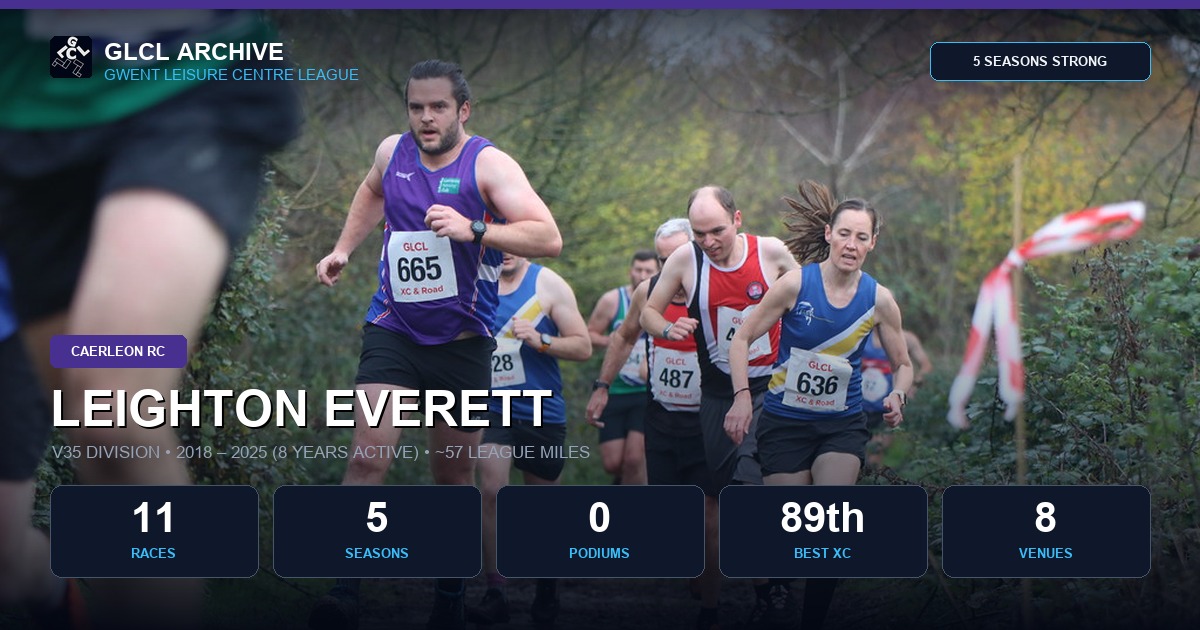 GLCL ARCHIVE
GWENT LEISURE CENTRE LEAGUE
5 SEASONS STRONG
GLCL
665
XC & Road
28
GLCL
487
XC & Road
GLCL
636
XC & Road
CAERLEON RC
LEIGHTON EVERETT
V35 DIVISION • 2018 – 2025 (8 YEARS ACTIVE) • ~57 LEAGUE MILES
11
RACES
5
SEASONS
0
PODIUMS
89th
BEST XC
8
VENUES